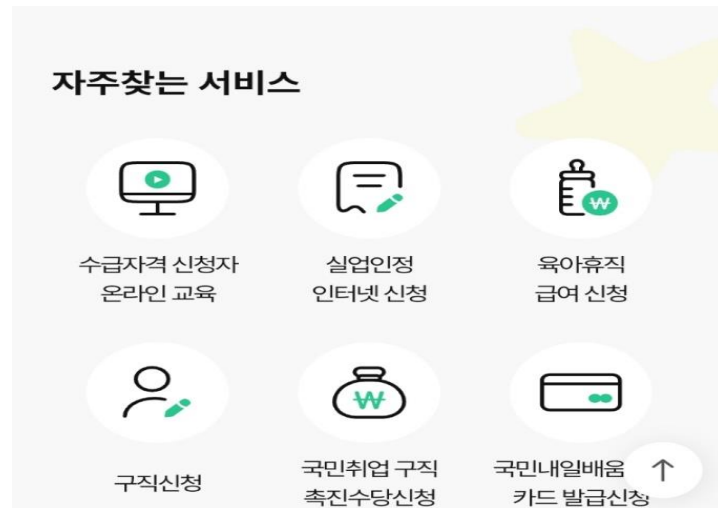 자주찾는 서비스
수급자격 신청자
온라인 교육
실업인정
인터넷 신청
육아휴직
급여 신청
구직신청
국민취업 구직
촉진수당신청
국민내일배움
카드 발급신청